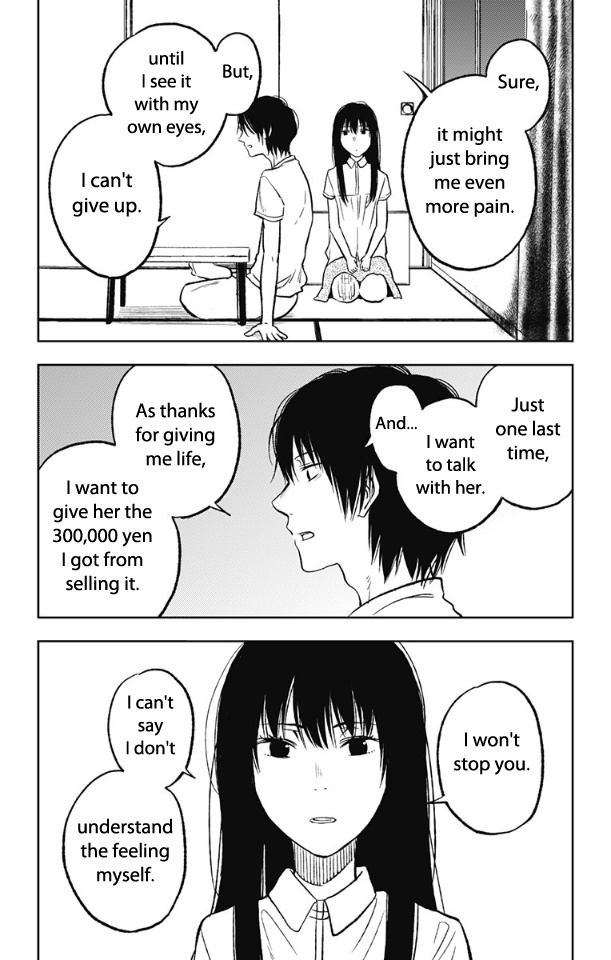 Sure,
it might
just bring
me even
more pain.
But,
until
I see it
with my
own eyes,
I can't
give up.
Just
one last
time,
I want
to talk
with her.
And...
As thanks
for giving
me life,
I want to
give her the
300,000 yen
I got from
selling it.
I won't
stop you.
I can't
say
I don't
understand
the feeling
myself.